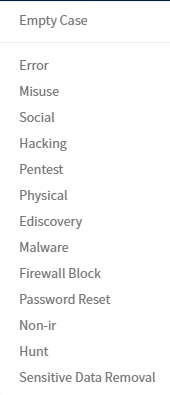 Empty Case
Error
Misuse
Social
Hacking
Pentest
Physical
Ediscovery
Malware
Firewall Block
Password Reset
Non-ir
Hunt
Sensitive Data Removal